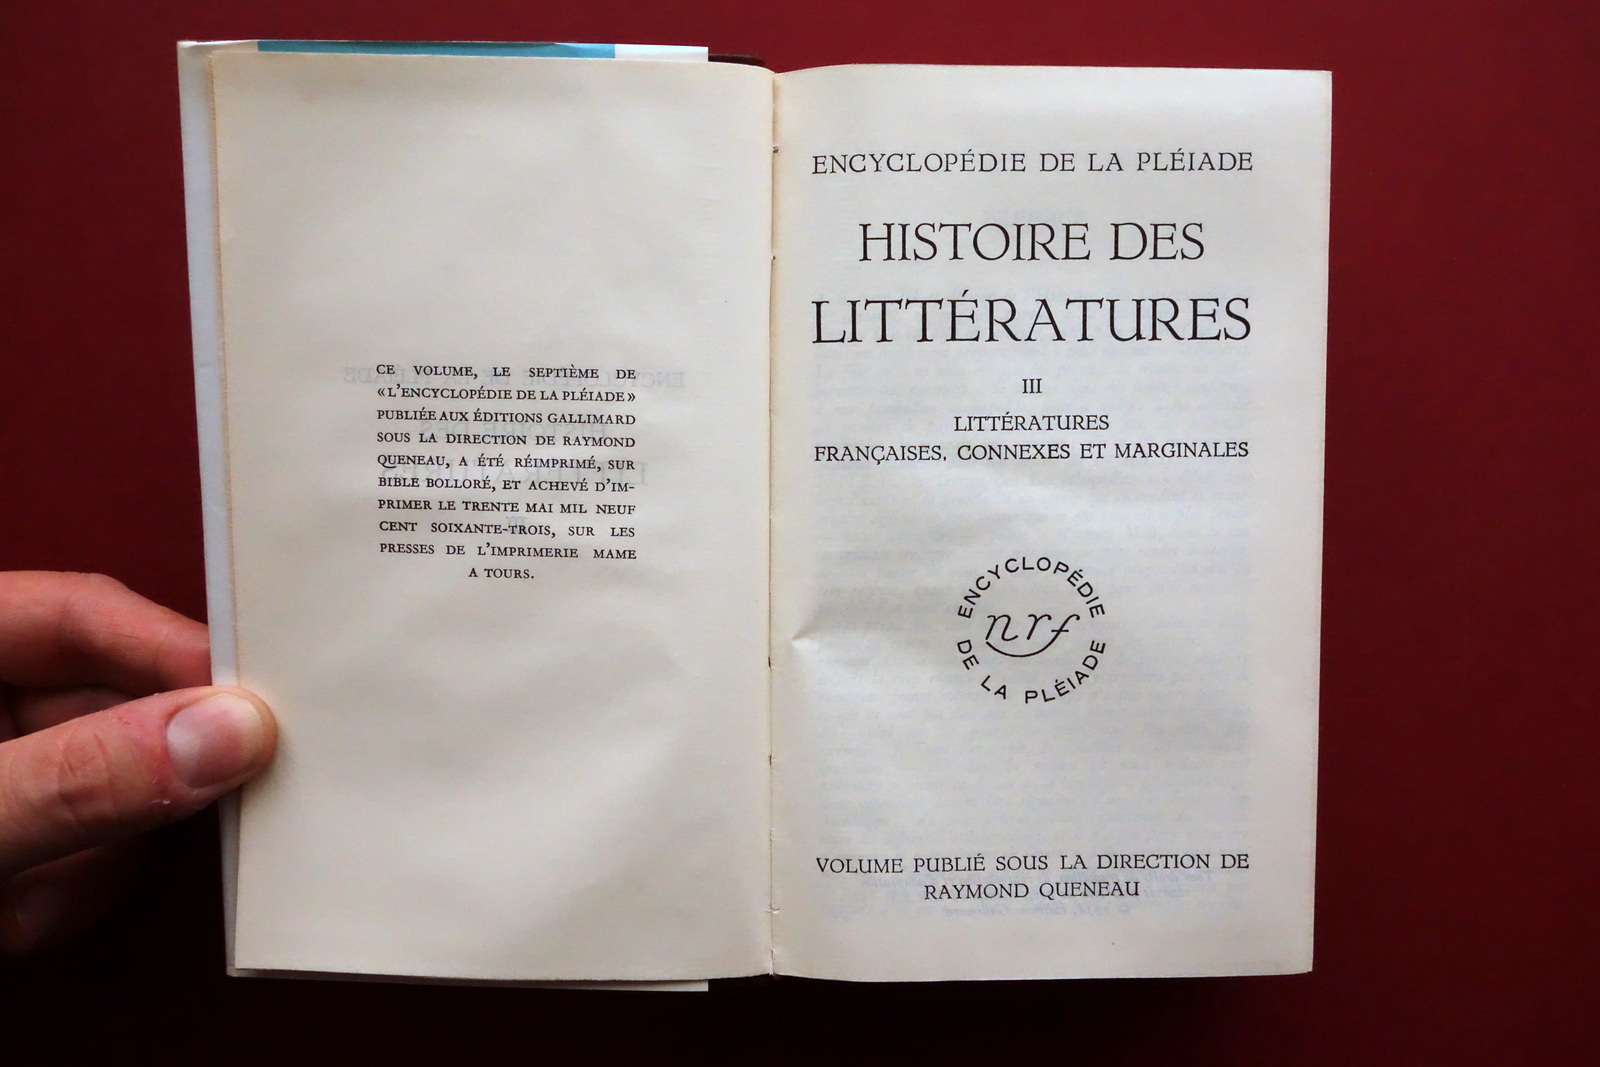 CE VOLUME, LE SEPTIÈME DE
« L'ENCYCLOPÉDIE DE LA PLÉIADE »
PUBLIÉE AUX ÉDITIONS GALLIMARD
SOUS LA DIRECTION DE RAYMOND
QUENEAU, A ÉTÉ RÉIMPRIMÉ, SUR
BIBLE BOLLORÉ, ET ACHEVÉ D'IM-
PRIMER LE TRENTE MAI MIL NEUF
CENT SOIXANTE-TROIS, SUR LES
PRESSES DE L'IMPRIMERIE MAME
A TOURS.
ENCYCLOPÉDIE DE LA PLÉIADE
HISTOIRE DES
LITTÉRATURES
III
LITTÉRATURES
FRANÇAISES, CONNEXES ET MARGINALES
ENCYCLOPÉDIE
nrf
DE LA PLÉIADE
VOLUME PUBLIÉ SOUS LA DIRECTION DE
RAYMOND QUENEAU